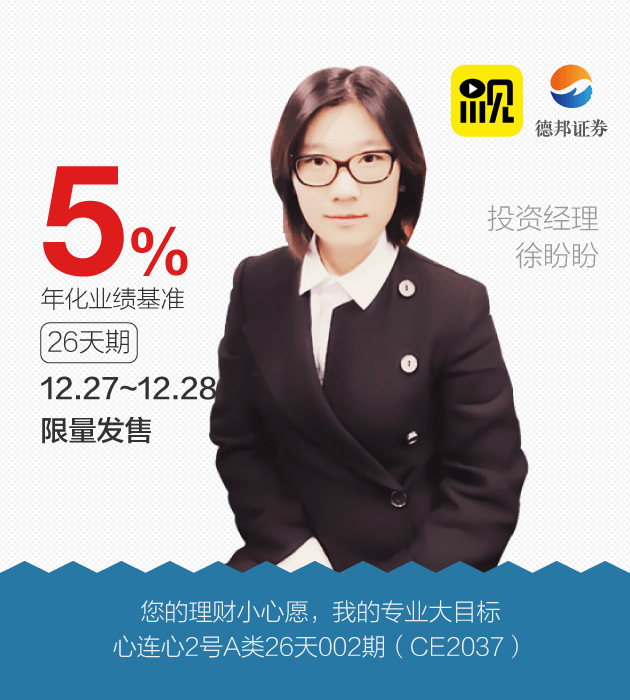 视
德邦证券
5%
年化业绩基准
26天期
12.27~12.28
限量发售
投资经理
徐盼盼
您的理财小心愿，我的专业大目标
心连心2号A类26天002期（CE2037）